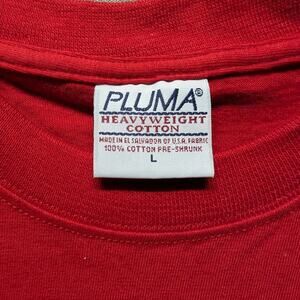 PLUMA®
HEAVYWEIGHT
COTTON
MADE IN EL SALVADOR OF U.S.A. FABRIC
100% COTTON PRE-SHRUNK
L